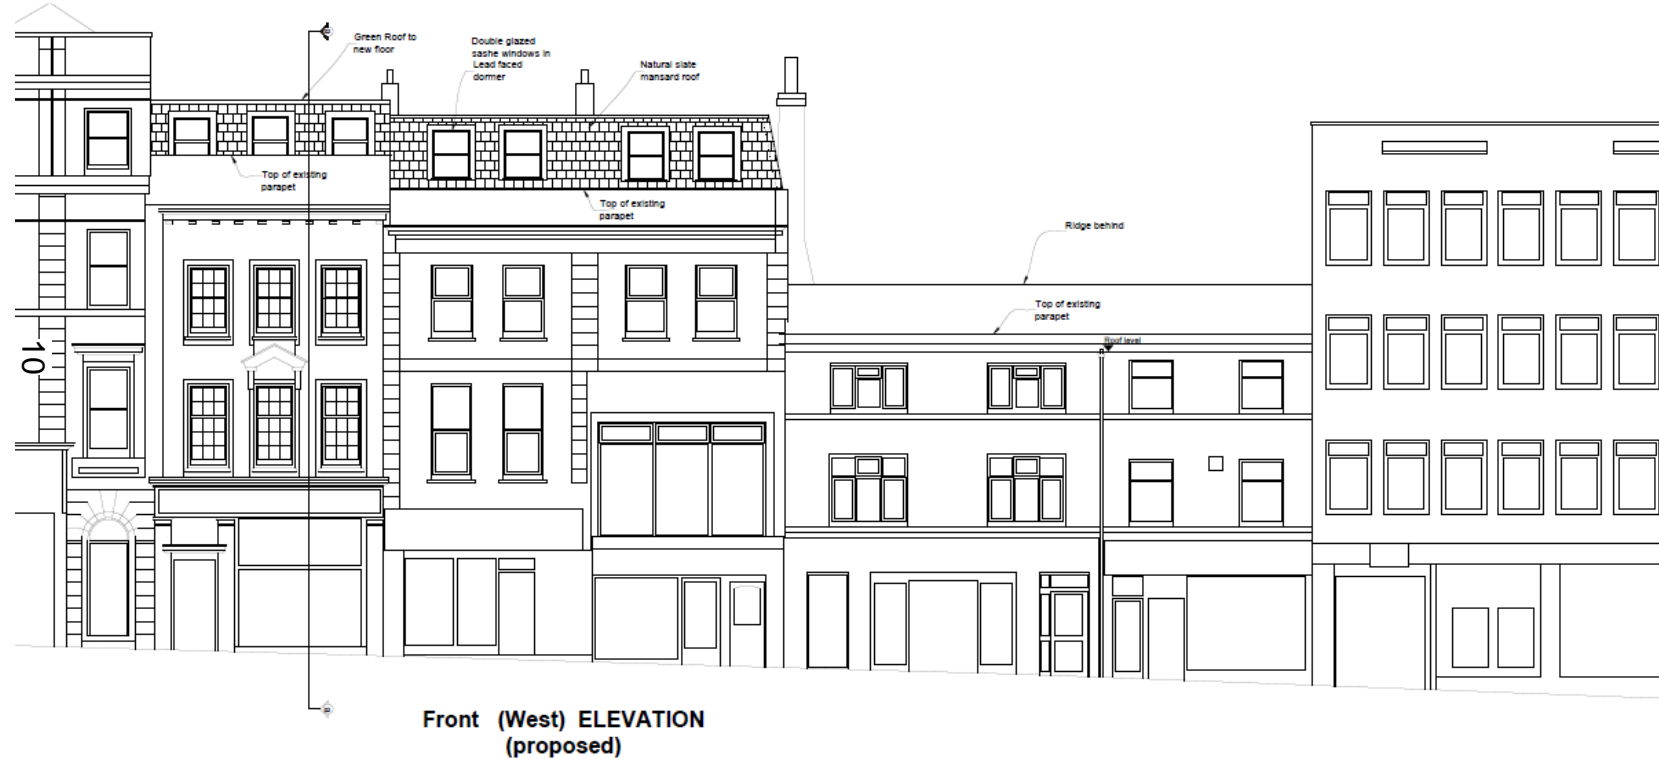 Green Roof to
new floor
Double glazed
sashe windows in
Lead faced
dormer
Natural slate
mansard roof
Top of existing
parapet
Top of existing
parapet
Ridge behind
Top of existing
parapet
Roof level
10
Front (West) ELEVATION
(proposed)